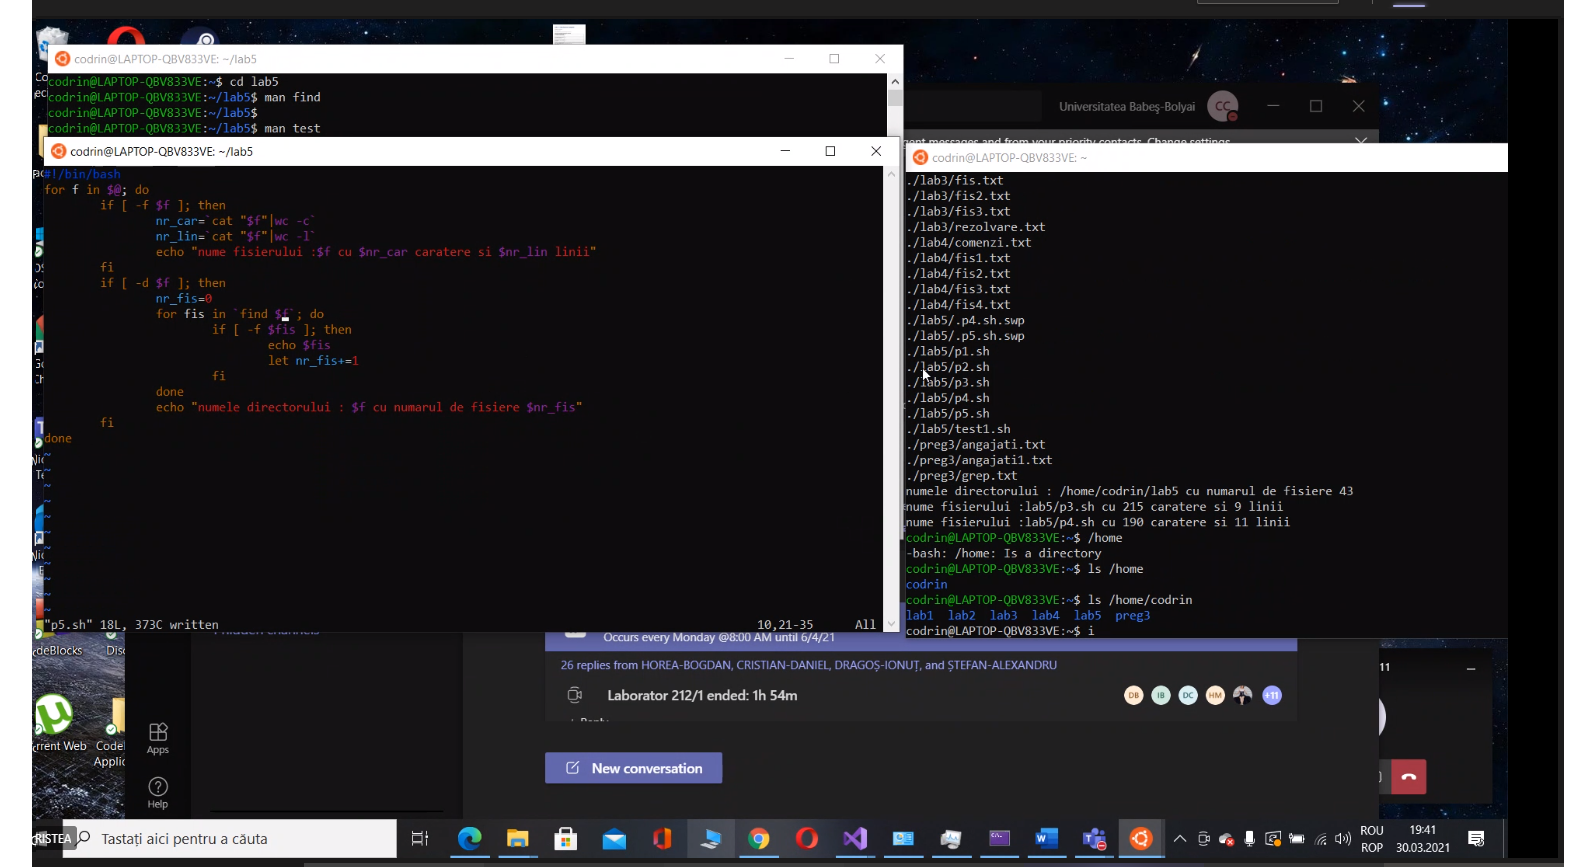 codrin@LAPTOP-QBV833VE: ~/lab5
codrin@LAPTOP-QBV833VE:~$ cd lab5
codrin@LAPTOP-QBV833VE:~/lab5$ man find
codrin@LAPTOP-QBV833VE:~/lab5$
codrin@LAPTOP-QBV833VE:~/lab5$ man test
codrin@LAPTOP-QBV833VE: ~/lab5
#!/bin/bash
for f in $@; do
if [ -f $f ]; then
nr_car=`cat "$f"|wc -c`
nr_lin=`cat "$f"|wc -l`
echo "nume fisierului :$f cu $nr_car caratere si $nr_lin linii"
fi
if [ -d $f ]; then
nr_fis=0
for fis in `find $f`; do
if [ -f $fis ]; then
echo $fis
let nr_fis+=1
fi
done
echo "numele directorului : $f cu numarul de fisiere $nr_fis"
fi
done
~
~
~
~
~
~
~
~
~
~
~
"p5.sh" 18L, 373C written 10,21-35 All
Universitatea Babeş-Bolyai CC
messages and from your priority contacts. Change settings.
codrin@LAPTOP-QBV833VE: ~
./lab3/fis.txt
./lab3/fis2.txt
./lab3/fis3.txt
./lab3/rezolvare.txt
./lab4/comenzi.txt
./lab4/fis1.txt
./lab4/fis2.txt
./lab4/fis3.txt
./lab4/fis4.txt
./lab5/.p4.sh.swp
./lab5/.p5.sh.swp
./lab5/p1.sh
./lab5/p2.sh
./lab5/p3.sh
./lab5/p4.sh
./lab5/p5.sh
./lab5/test1.sh
./preg3/angajati.txt
./preg3/angajati1.txt
./preg3/grep.txt
numele directorului : /home/codrin/lab5 cu numarul de fisiere 43
nume fisierului :lab5/p3.sh cu 215 caratere si 9 linii
nume fisierului :lab5/p4.sh cu 190 caratere si 11 linii
codrin@LAPTOP-QBV833VE:~$ /home
-bash: /home: Is a directory
codrin@LAPTOP-QBV833VE:~$ ls /home
codrin
codrin@LAPTOP-QBV833VE:~$ ls /home/codrin
lab1 lab2 lab3 lab4 lab5 preg3
codrin@LAPTOP-QBV833VE:~$ i
Occurs every Monday @8:00 AM until 6/4/21
26 replies from HOREA-BOGDAN, CRISTIAN-DANIEL, DRAGOȘ-IONUȚ, and ȘTEFAN-ALEXANDRU
Laborator 212/1 ended: 1h 54m
DB IB DC HM +11
New conversation
11
deBlocks
rrent Web
Apps
Help
Tastați aici pentru a căuta
ROU
ROP
19:41
30.03.2021